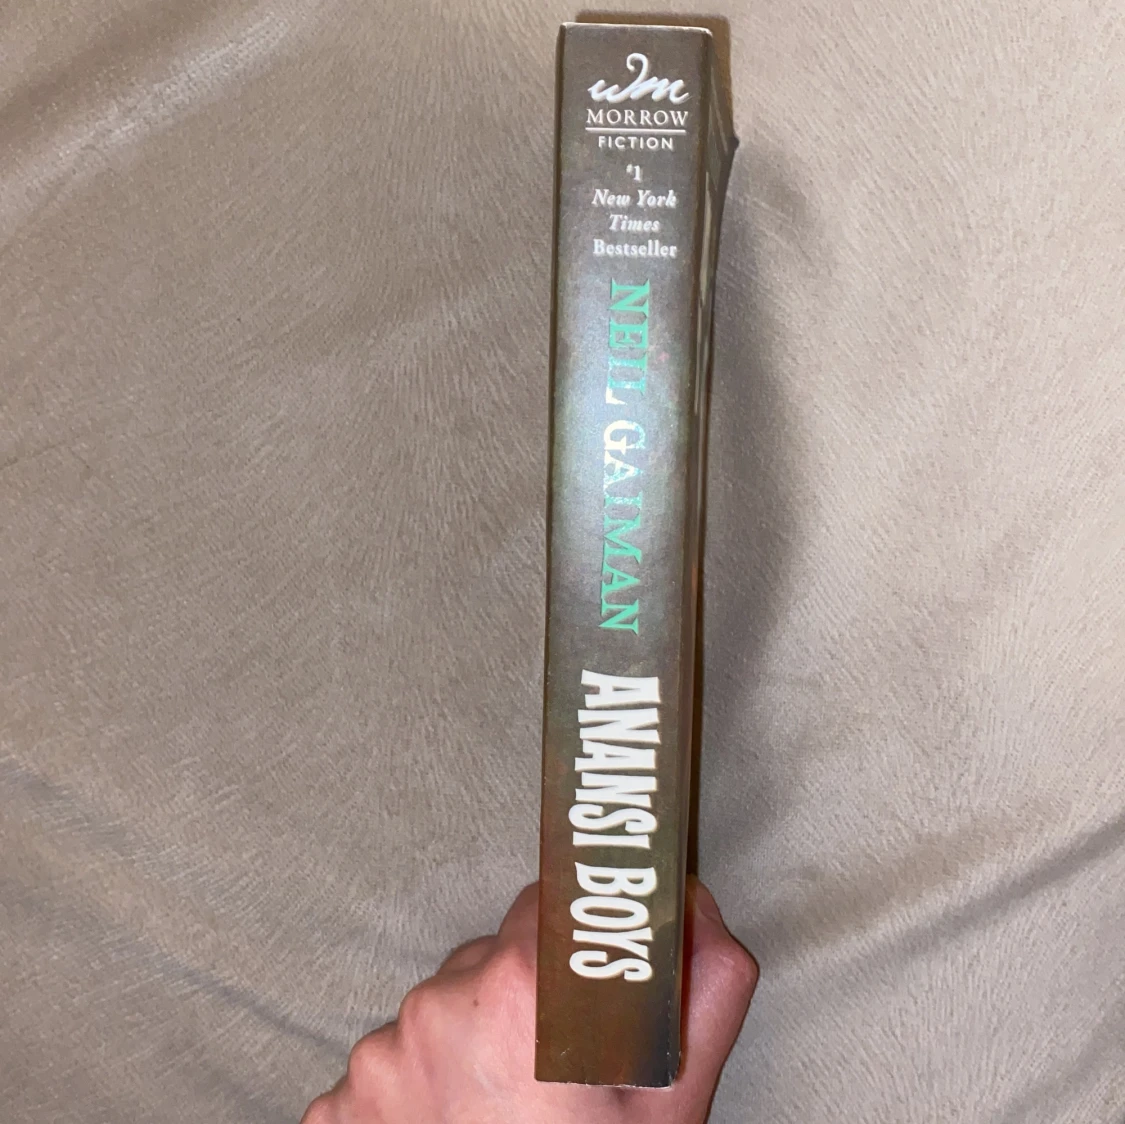 wm
MORROW
FICTION
#1
New York
Times
Bestseller
NEIL GAIMAN
ANANSI BOYS